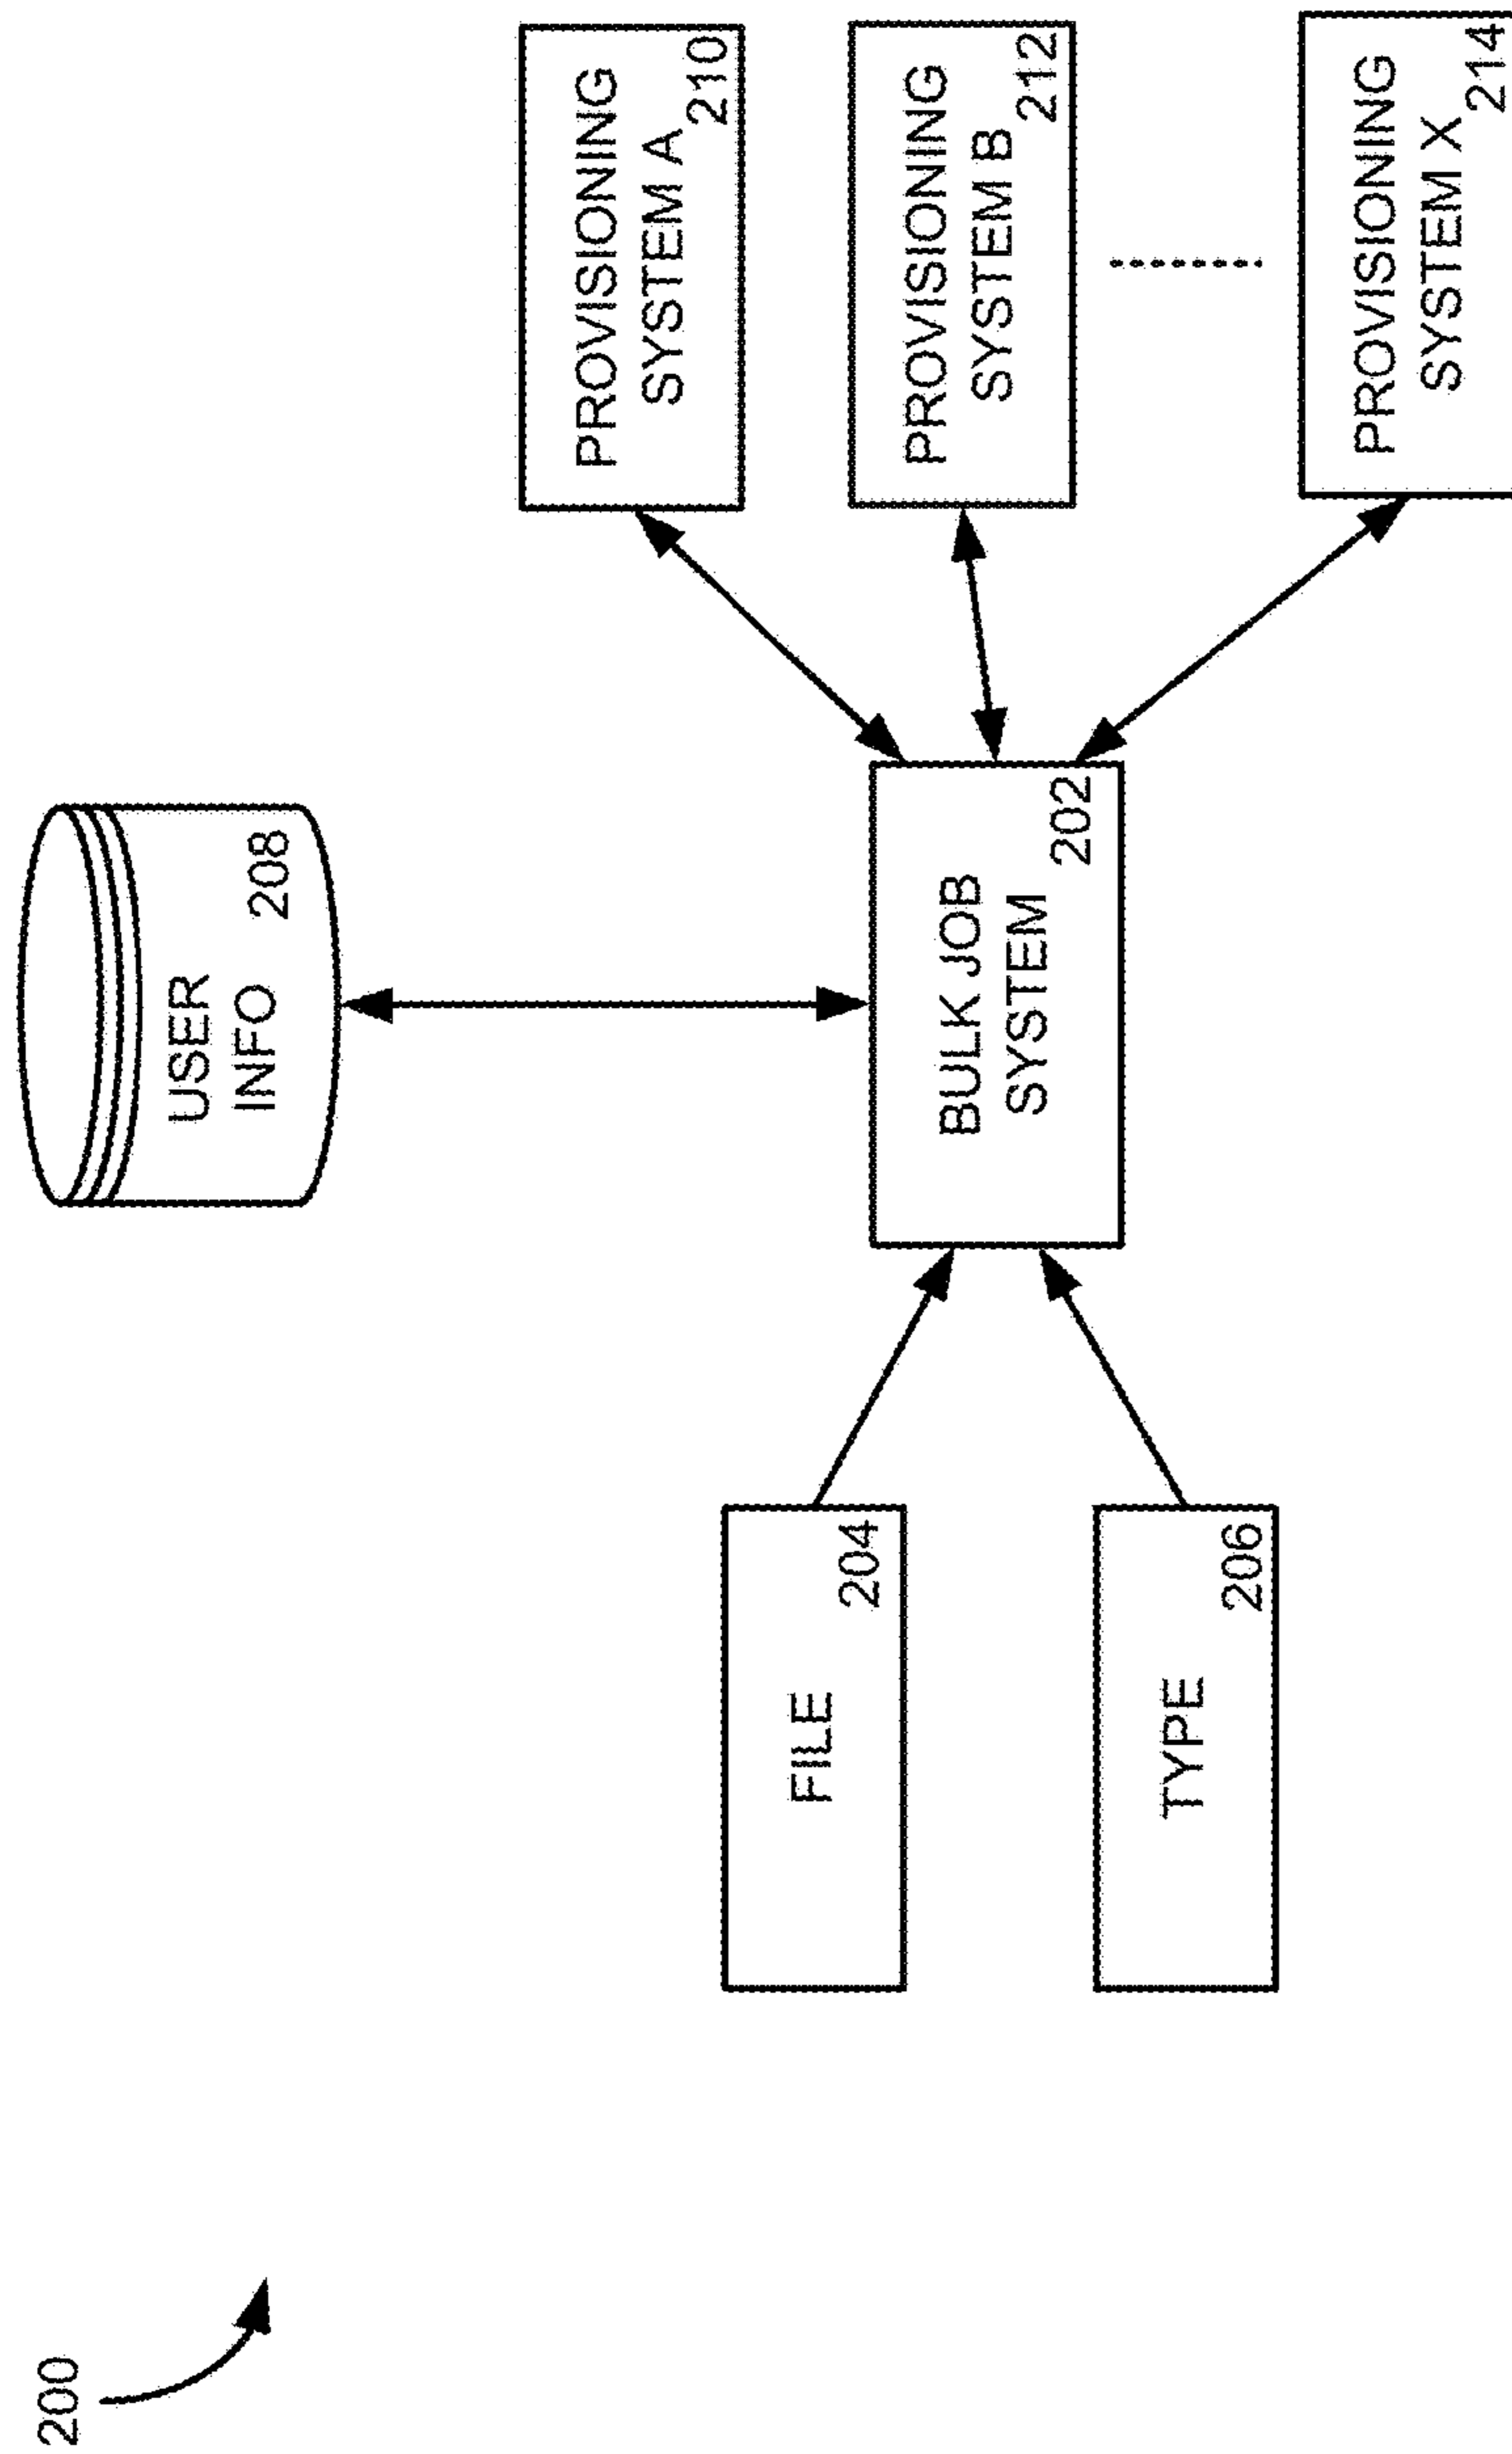 200
USER
INFO
208
FILE
204
TYPE
206
BULK JOB
SYSTEM
202
PROVISIONING
SYSTEM A
210
PROVISIONING
SYSTEM B
212
PROVISIONING
SYSTEM X
214